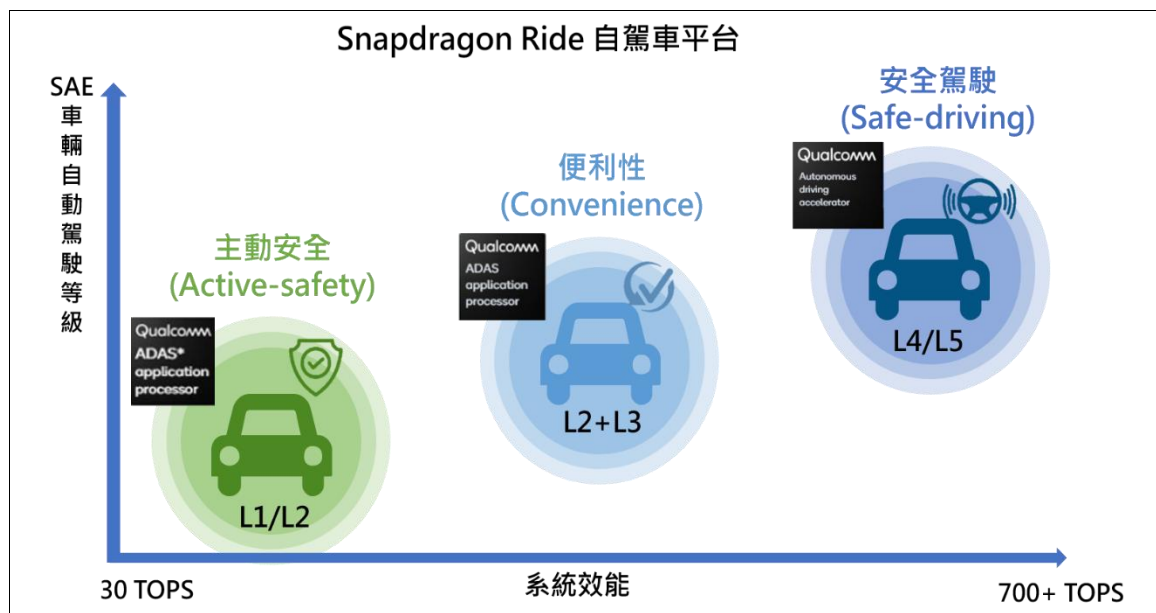 Snapdragon Ride 自駕車平台
SAE
車
輛
自
動
駕
駛
等
級
安全駕駛
(Safe-driving)
Qualcomm
Autonomous
driving
accelerator
L4/L5
便利性
(Convenience)
Qualcomm
ADAS
application
processor
L2+L3
主動安全
(Active-safety)
Qualcomm
ADAS*
application
processor
L1/L2
30 TOPS
系統效能
700+ TOPS